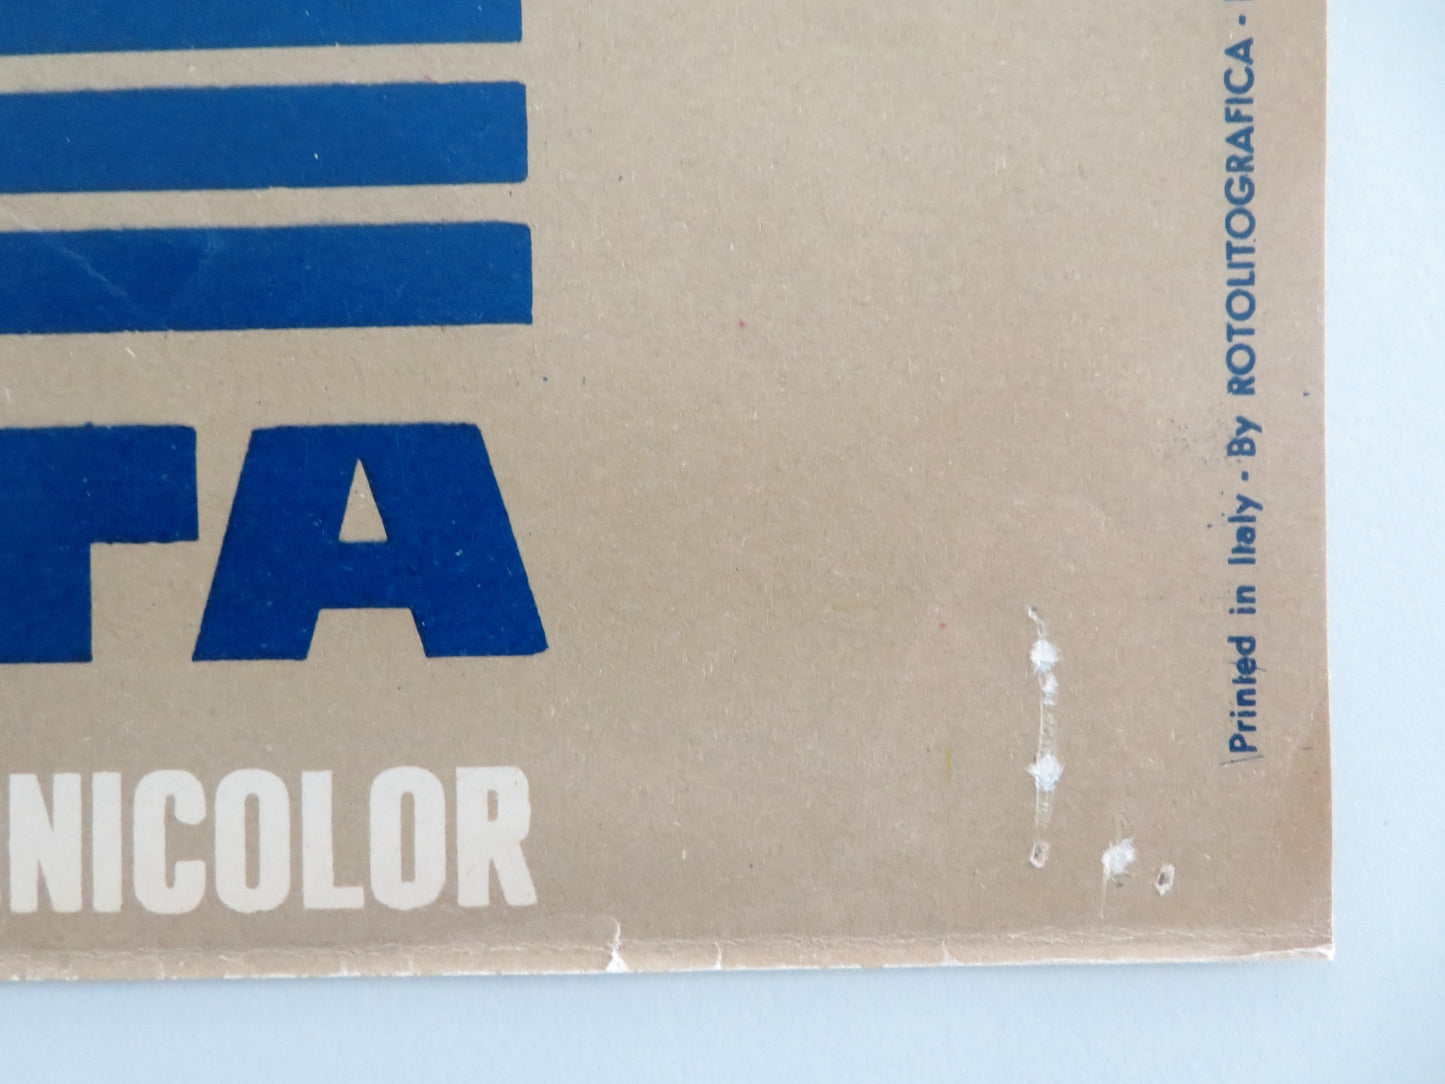 TA
NICOLOR
Printed in Italy - By ROTOLITOGRAFICA -